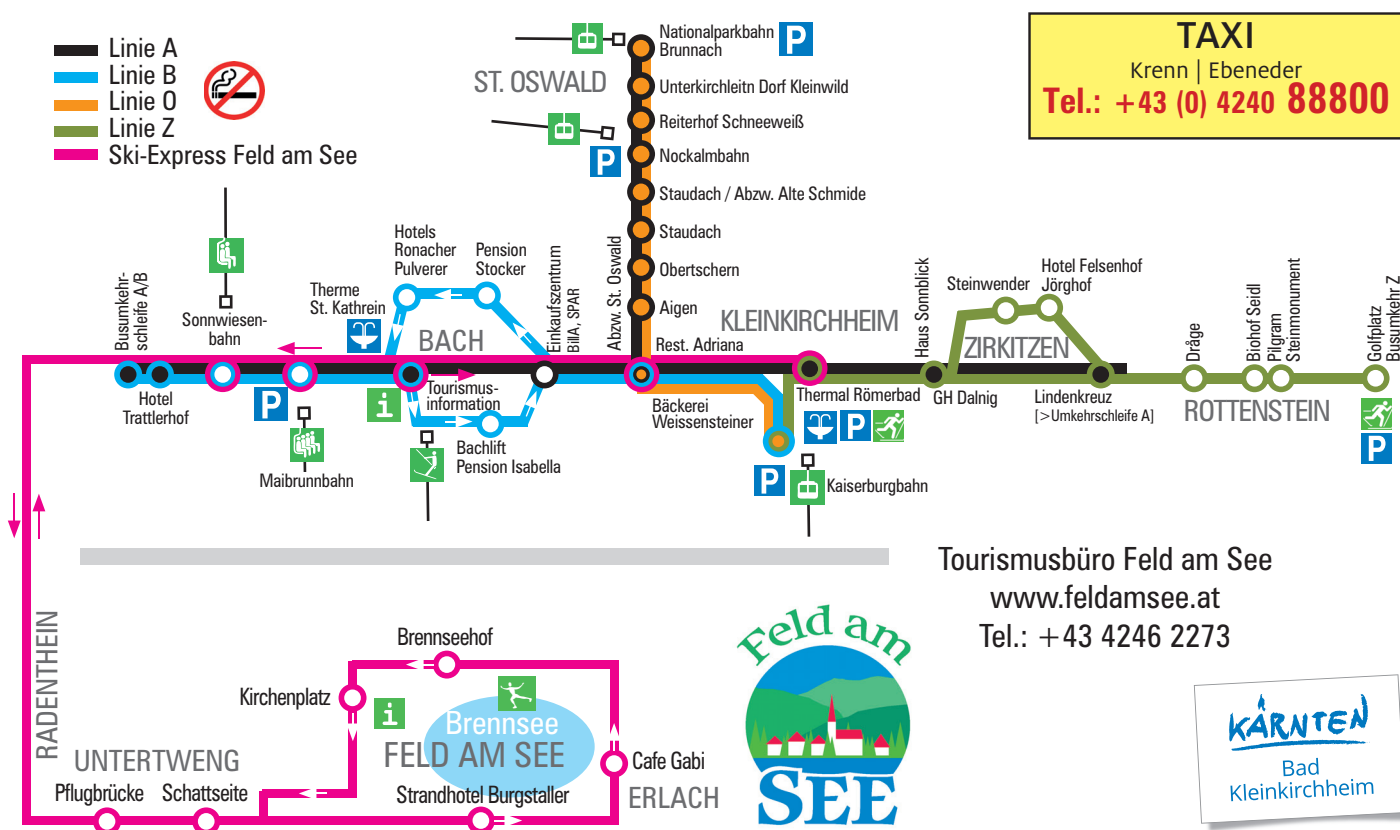 Linie A
Linie B
Linie O
Linie Z
Ski-Express Feld am See
ST. OSWALD
Nationalparkbahn
Brunnach
P
Unterkirchleitn Dorf Kleinwild
Reiterhof Schneeweiß
P
Nockalmbahn
Staudach / Abzw. Alte Schmide
Staudach
Obertschern
Aigen
TAXI
Krenn | Ebeneder
Tel.: +43 (0) 4240 88800
Busumkehr-
schleife A/B
Hotel
Trattlerhof
Sonnwiesen-
bahn
P
Maibrunnbahn
Therme
St. Kathrein
Hotels
Ronacher
Pulverer
Pension
Stocker
BACH
i
Tourismus-
information
Bachlift
Pension Isabella
Einkaufszentrum
BillA, SPAR
Abzw. St. Oswald
Rest. Adriana
KLEINKIRCHHEIM
Bäckerei
Weissensteiner
Thermal Römerbad
P
P
Kaiserburgbahn
Haus Sonnblick
GH Dalnig
Steinwender
Hotel Felsenhof
Jörghof
ZIRKITZEN
Lindenkreuz
[>Umkehrschleife A]
Dråge
Biohof Seidl
Pilgram
Steinmonument
ROTTENSTEIN
Golfplatz
Busumkehr Z
P
Tourismusbüro Feld am See
www.feldamsee.at
Tel.: +43 4246 2273
RADENTHEIN
UNTERTWENG
Pflugbrücke
Schattseite
Kirchenplatz
i
Brennseehof
Brennsee
FELD AM SEE
Strandhotel Burgstaller
Cafe Gabi
ERLACH
Feld am
SEE
KÄRNTEN
Bad
Kleinkirchheim